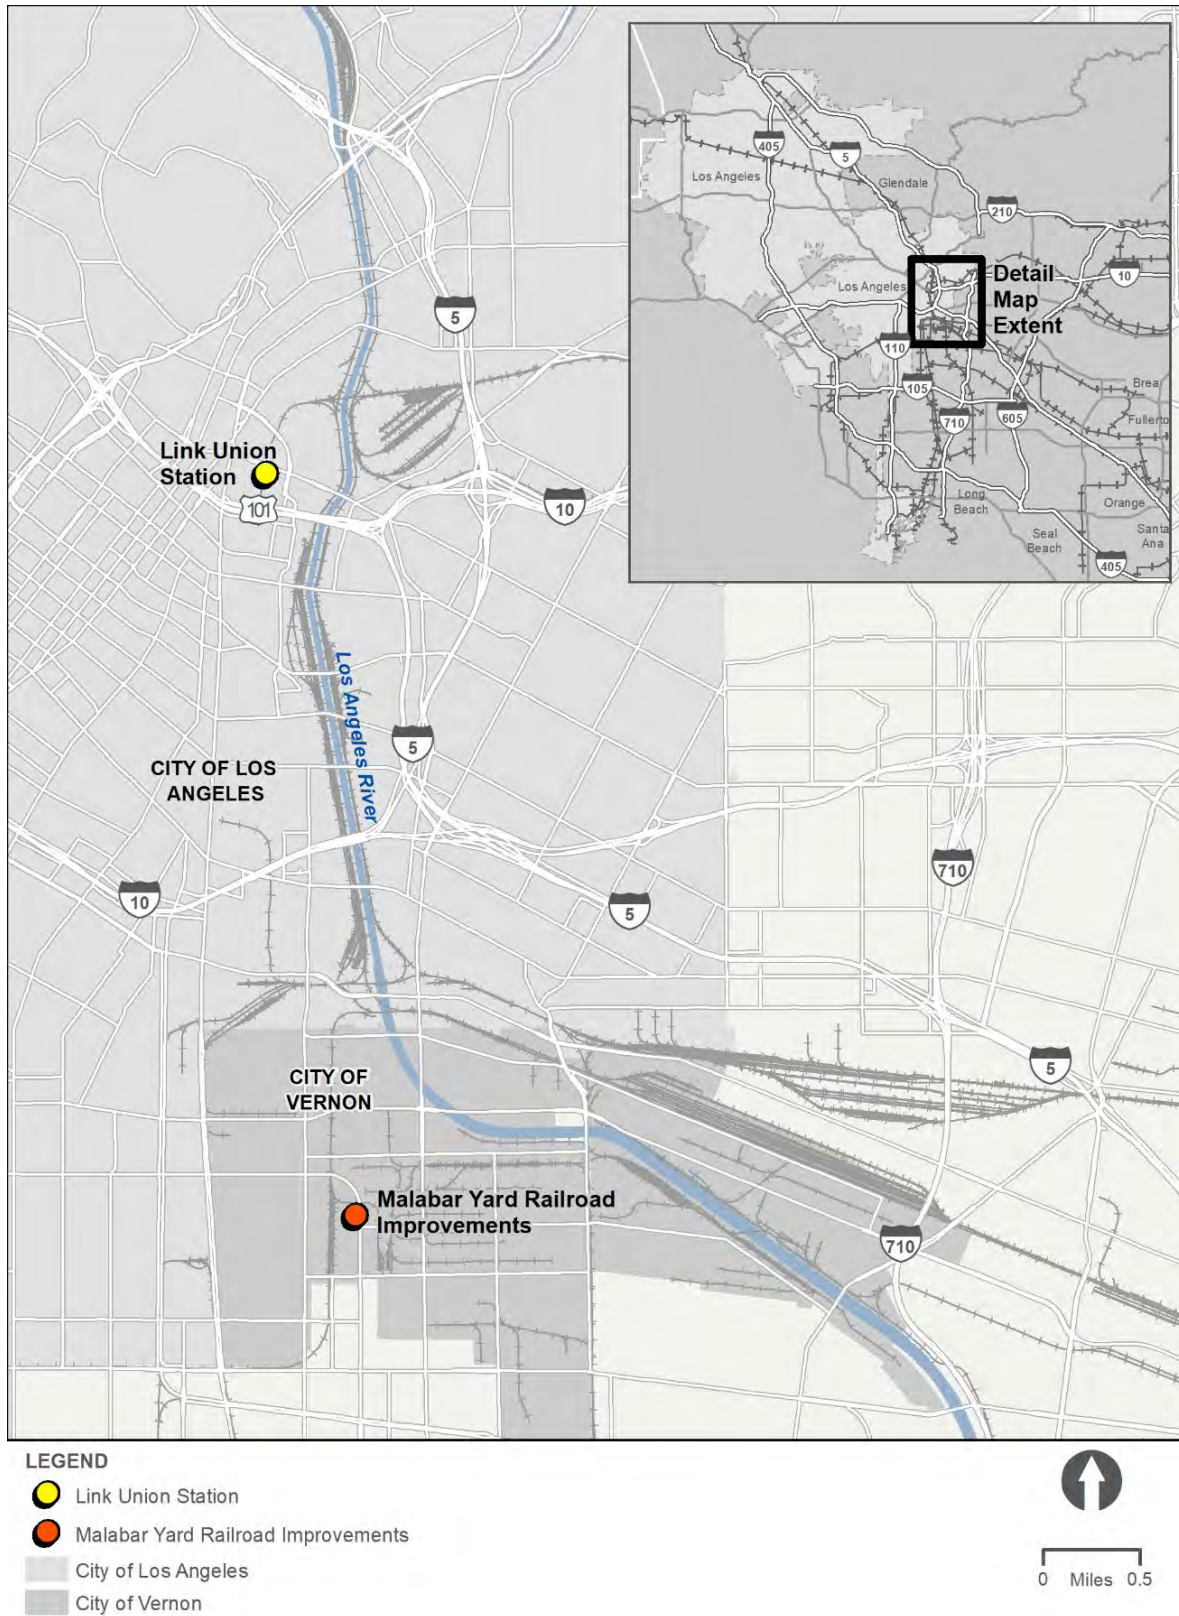 405
5
Los Angeles
Glendale
210
Los Angeles
10
Detail
Map
Extent
110
105
710
605
Brea
Fullerto
Long
Beach
Orange
Seal
Beach
Santa
Ana
405
5
Link Union
Station
101
10
Los Angeles River
5
CITY OF LOS
ANGELES
710
10
5
5
CITY OF
VERNON
Malabar Yard Railroad
Improvements
710
LEGEND
Link Union Station
Malabar Yard Railroad Improvements
City of Los Angeles
City of Vernon
0 Miles 0.5